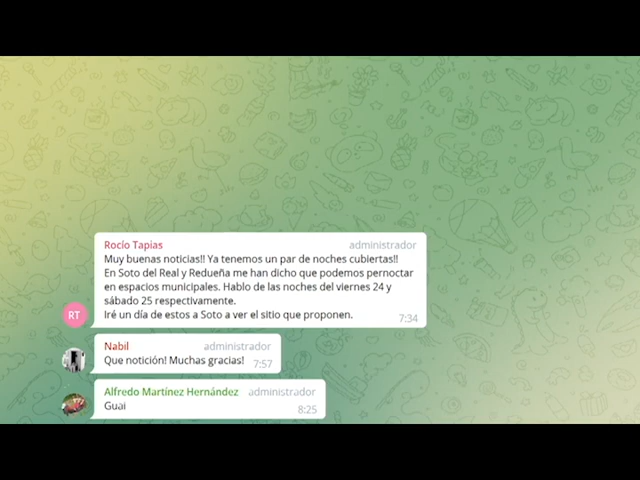 Rocío Tapias administrador
Muy buenas noticias!! Ya tenemos un par de noches cubiertas!!
En Soto del Real y Redueña me han dicho que podemos pernoctar
en espacios municipales. Hablo de las noches del viernes 24 y
sábado 25 respectivamente.
Iré un día de estos a Soto a ver el sitio que proponen. 7:34
RT
Nabil administrador
Que notición! Muchas gracias! 7:57
Alfredo Martínez Hernández administrador
Guai 8:25